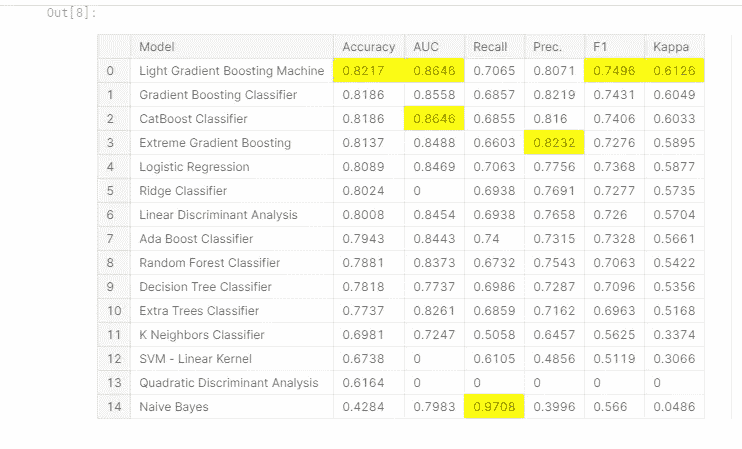 Out[8]:
Model Accuracy AUC Recall Prec. F1 Kappa
0 Light Gradient Boosting Machine 0.8217 0.8646 0.7065 0.8071 0.7496 0.6126
1 Gradient Boosting Classifier 0.8186 0.8558 0.6857 0.8219 0.7431 0.6049
2 CatBoost Classifier 0.8186 0.8646 0.6855 0.816 0.7406 0.6033
3 Extreme Gradient Boosting 0.8137 0.8488 0.6603 0.8232 0.7276 0.5895
4 Logistic Regression 0.8089 0.8469 0.7063 0.7756 0.7368 0.5877
5 Ridge Classifier 0.8024 0 0.6938 0.7691 0.7277 0.5735
6 Linear Discriminant Analysis 0.8008 0.8454 0.6938 0.7658 0.726 0.5704
7 Ada Boost Classifier 0.7943 0.8443 0.74 0.7315 0.7328 0.5661
8 Random Forest Classifier 0.7881 0.8373 0.6732 0.7543 0.7063 0.5422
9 Decision Tree Classifier 0.7818 0.7737 0.6986 0.7287 0.7096 0.5356
10 Extra Trees Classifier 0.7737 0.8261 0.6859 0.7162 0.6963 0.5168
11 K Neighbors Classifier 0.6981 0.7247 0.5058 0.6457 0.5625 0.3374
12 SVM - Linear Kernel 0.6738 0 0.6105 0.4856 0.5119 0.3066
13 Quadratic Discriminant Analysis 0.6164 0 0 0 0 0
14 Naive Bayes 0.4284 0.7983 0.9708 0.3996 0.566 0.0486